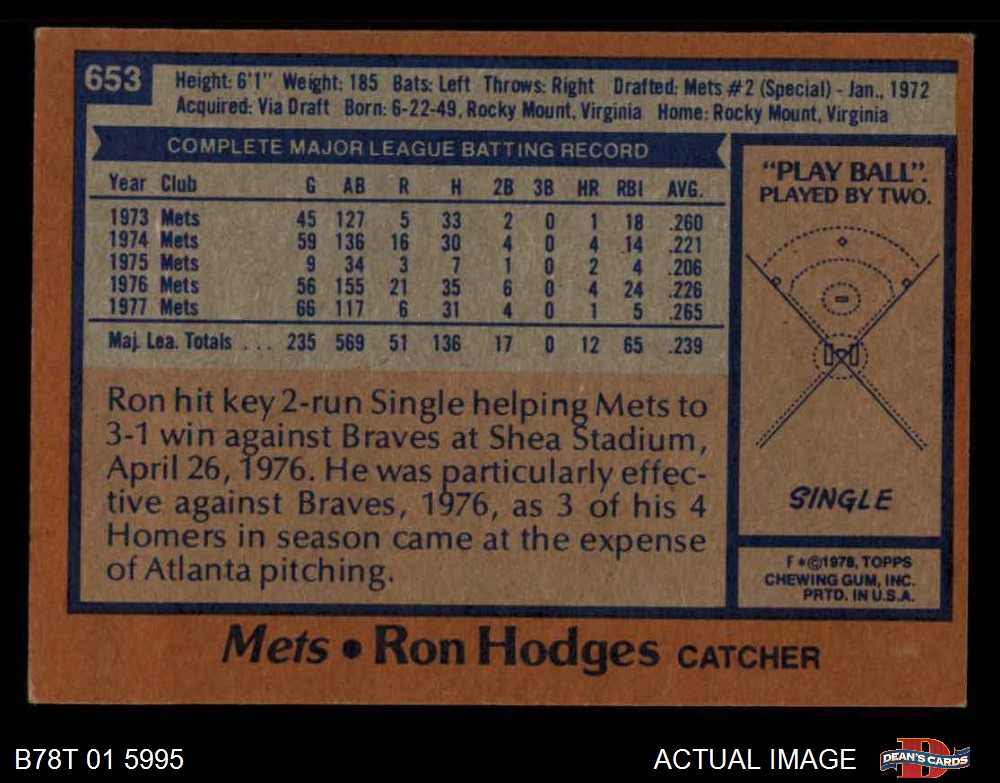 653
Height: 6'1" Weight: 185 Bats: Left Throws: Right Drafted: Mets #2 (Special) - Jan., 1972
Acquired: Via Draft Born: 6-22-49, Rocky Mount, Virginia Home: Rocky Mount, Virginia
COMPLETE MAJOR LEAGUE BATTING RECORD
Year Club G AB R H 2B 3B HR RBI AVG.
1973 Mets 45 127 5 33 2 0 1 18 .260
1974 Mets 59 136 16 30 4 0 4 14 .221
1975 Mets 9 34 3 7 1 0 2 4 .206
1976 Mets 56 155 21 35 6 0 4 24 .226
1977 Mets 66 117 6 31 4 0 1 5 .265
Maj. Lea. Totals ... 235 569 51 136 17 0 12 65 .239
Ron hit key 2-run Single helping Mets to
3-1 win against Braves at Shea Stadium,
April 26, 1976. He was particularly effec-
tive against Braves, 1976, as 3 of his 4
Homers in season came at the expense
of Atlanta pitching.
"PLAY BALL".
PLAYED BY TWO.
SINGLE
F*©1978, TOPPS
CHEWING GUM, INC.
PRTD. IN U.S.A.
Mets • Ron Hodges CATCHER
B78T 01 5995
ACTUAL IMAGE
D
DEAN'S CARDS